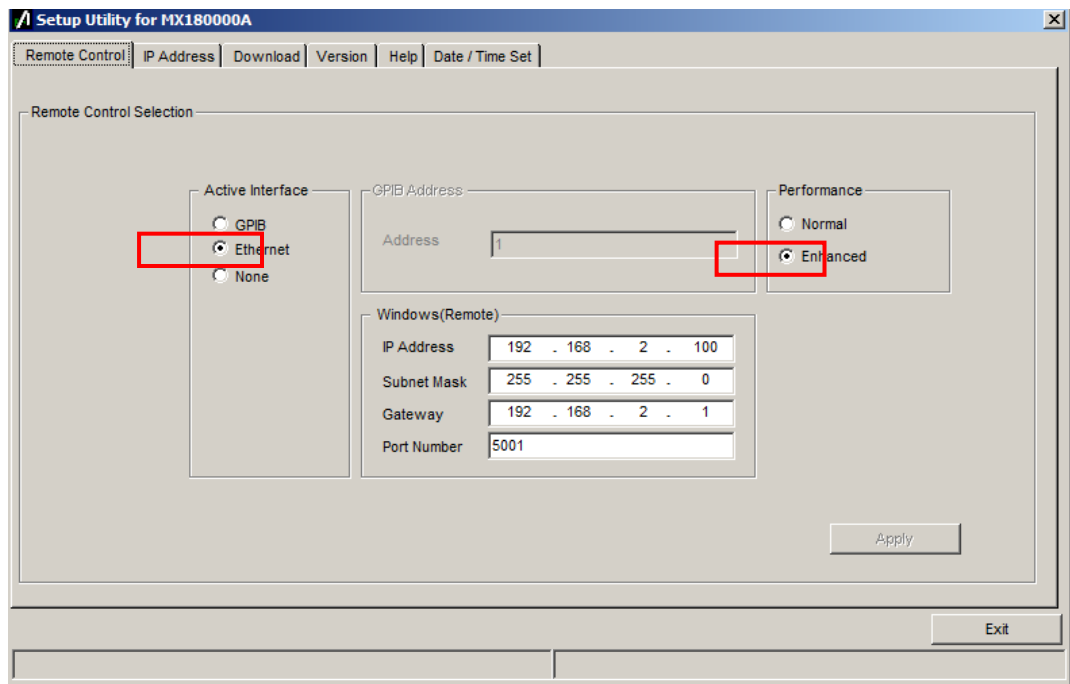 Setup Utility for MX180000A
Remote Control IP Address Download Version Help Date / Time Set
Remote Control Selection
Active Interface
GPIB
Ethernet
None
GPIB Address
Address 1
Performance
Normal
Enhanced
Windows(Remote)
IP Address 192 . 168 . 2 . 100
Subnet Mask 255 . 255 . 255 . 0
Gateway 192 . 168 . 2 . 1
Port Number 5001
Apply
Exit